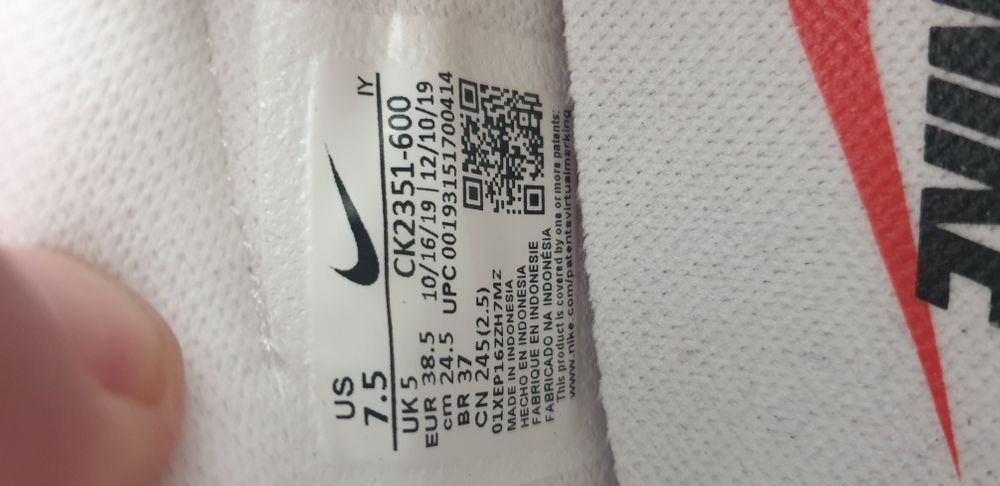 IY
US
7.5
UK 5
EUR 38.5
cm 24.5
BR 37
CN 245(2.5)
CK2351-600
10/16/19 | 12/10/19
UPC 00193151700414
01XEP16ZZH7MZ
MADE IN INDONESIA
HECHO EN INDONESIA
FABRIQUE EN INDONESIE
FABRICADO NA INDONÉSIA
This product is covered by one or more patents:
www.nike.com/patentsvirtualmarking
NIKE